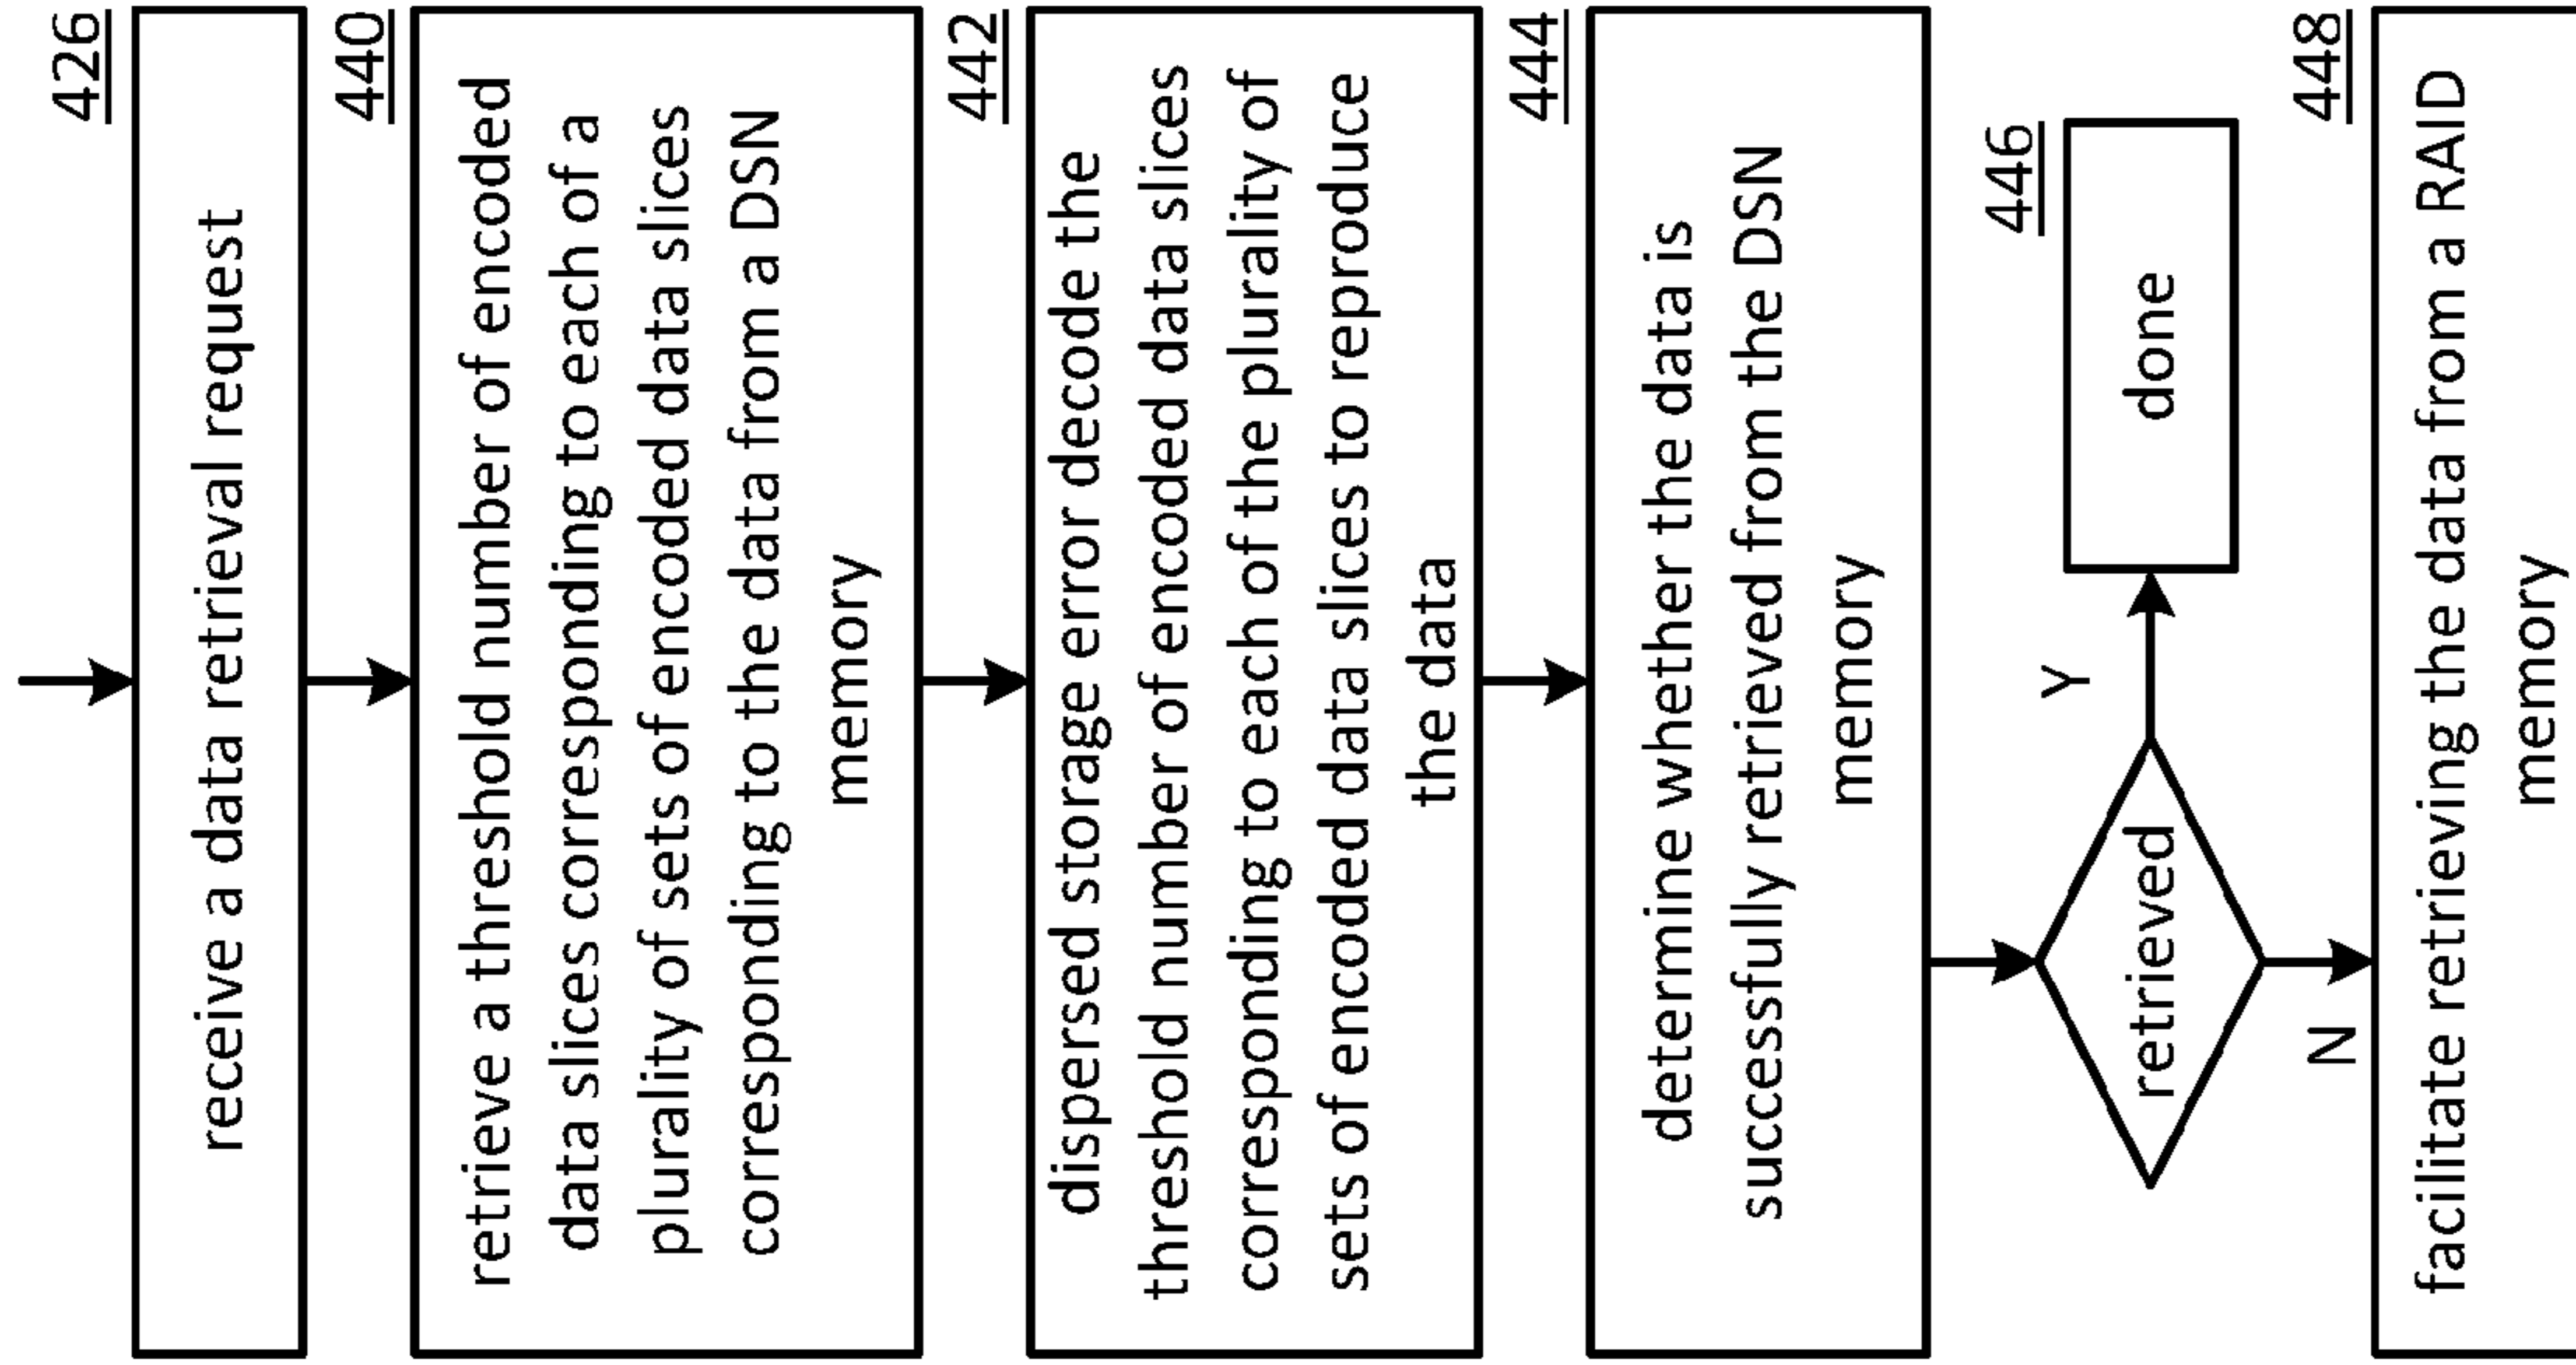 426
receive a data retrieval request
440
retrieve a threshold number of encoded
data slices corresponding to each of a
plurality of sets of encoded data slices
corresponding to the data from a DSN
memory
442
dispersed storage error decode the
threshold number of encoded data slices
corresponding to each of the plurality of
sets of encoded data slices to reproduce
the data
444
determine whether the data is
successfully retrieved from the DSN
memory
446
retrieved
Y
done
N
448
facilitate retrieving the data from a RAID
memory